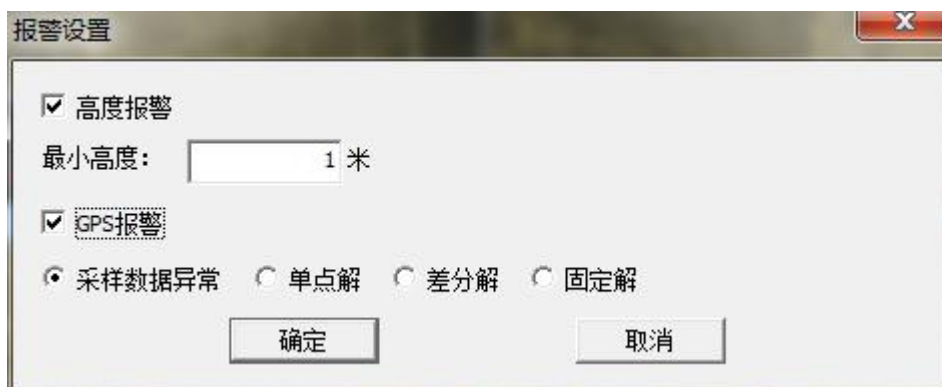 报警设置
高度报警
最小高度: 1 米
GPS报警
采样数据异常 单点解 差分解 固定解
确定 取消